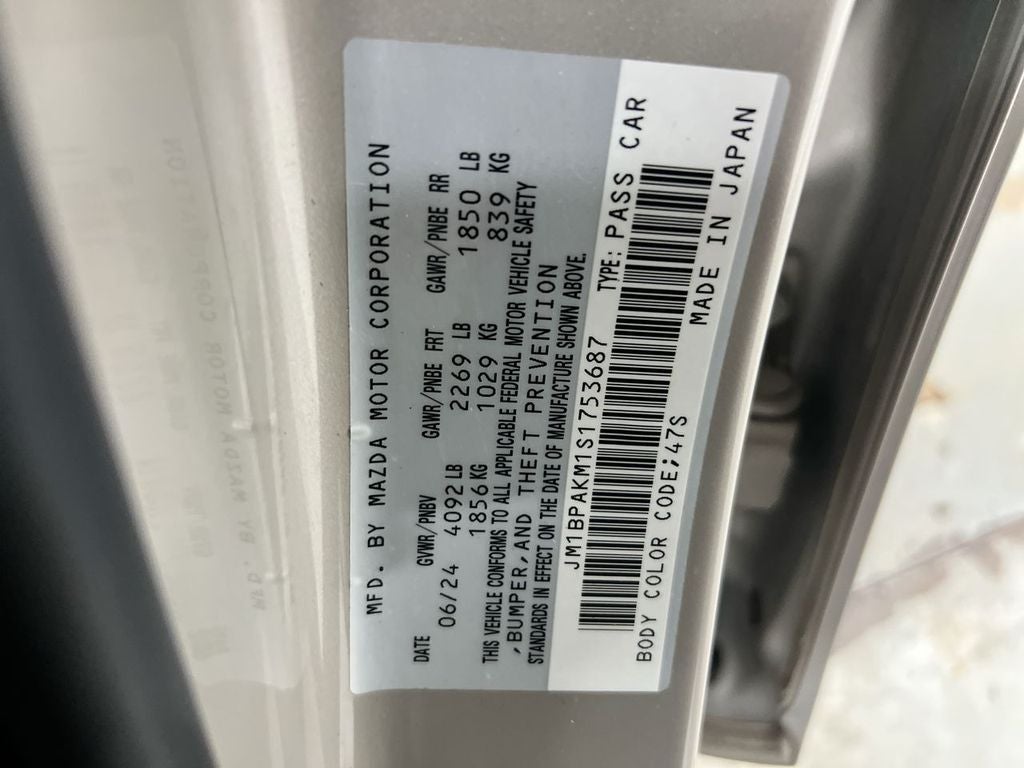 MFD. BY MAZDA MOTOR CORPORATION
DATE GVWR/PNBV GAWR/PNBE FRT GAWR/PNBE RR
06/24 4092 LB 2269 LB 1850 LB
1856 KG 1029 KG 839 KG
THIS VEHICLE CONFORMS TO ALL APPLICABLE FEDERAL MOTOR VEHICLE SAFETY
, BUMPER, AND THEFT PREVENTION
STANDARDS IN EFFECT ON THE DATE OF MANUFACTURE SHOWN ABOVE.
JM1BPAKM1S1753687 TYPE: PASS CAR
BODY COLOR CODE;47S MADE IN JAPAN